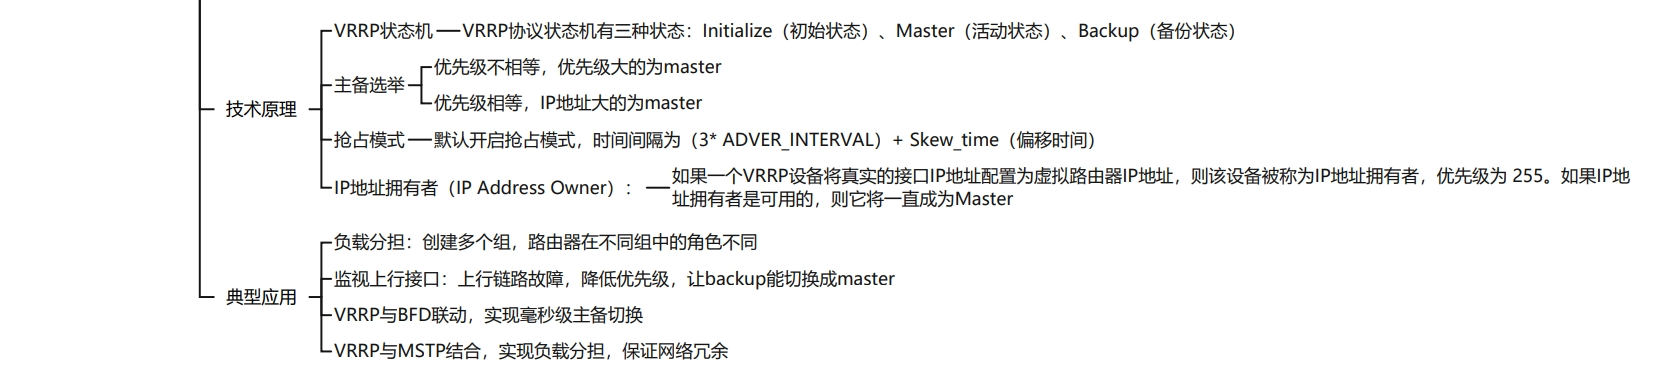 技术原理
VRRP状态机
VRRP协议状态机有三种状态：Initialize（初始状态）、Master（活动状态）、Backup（备份状态）
主备选举
优先级不相等，优先级大的为master
优先级相等，IP地址大的为master
抢占模式
默认开启抢占模式，时间间隔为（3* ADVER_INTERVAL）+ Skew_time（偏移时间）
IP地址拥有者（IP Address Owner）：
如果一个VRRP设备将真实的接口IP地址配置为虚拟路由器IP地址，则该设备被称为IP地址拥有者，优先级为 255。如果IP地
址拥有者是可用的，则它将一直成为Master
典型应用
负载分担：创建多个组，路由器在不同组中的角色不同
监视上行接口：上行链路故障，降低优先级，让backup能切换成master
VRRP与BFD联动，实现毫秒级主备切换
VRRP与MSTP结合，实现负载分担，保证网络冗余